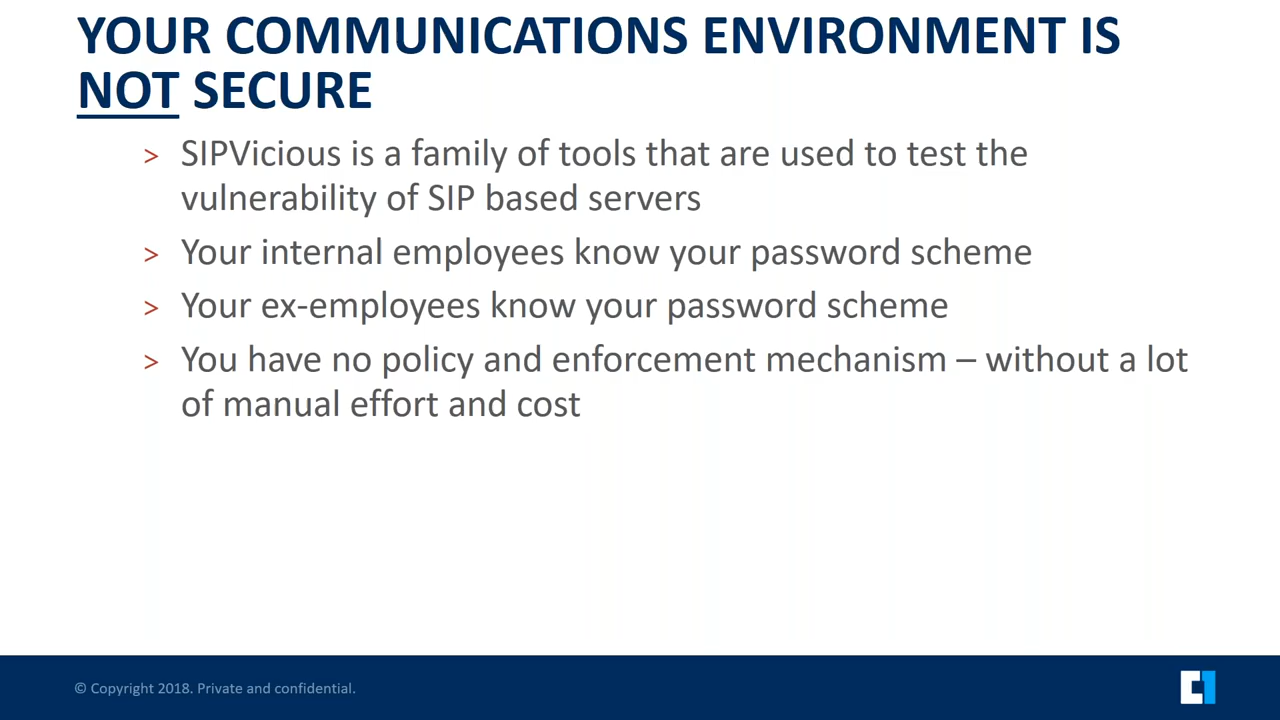 YOUR COMMUNICATIONS ENVIRONMENT IS
NOT SECURE
> SIPVicious is a family of tools that are used to test the
vulnerability of SIP based servers
> Your internal employees know your password scheme
> Your ex-employees know your password scheme
> You have no policy and enforcement mechanism – without a lot
of manual effort and cost
© Copyright 2018. Private and confidential.